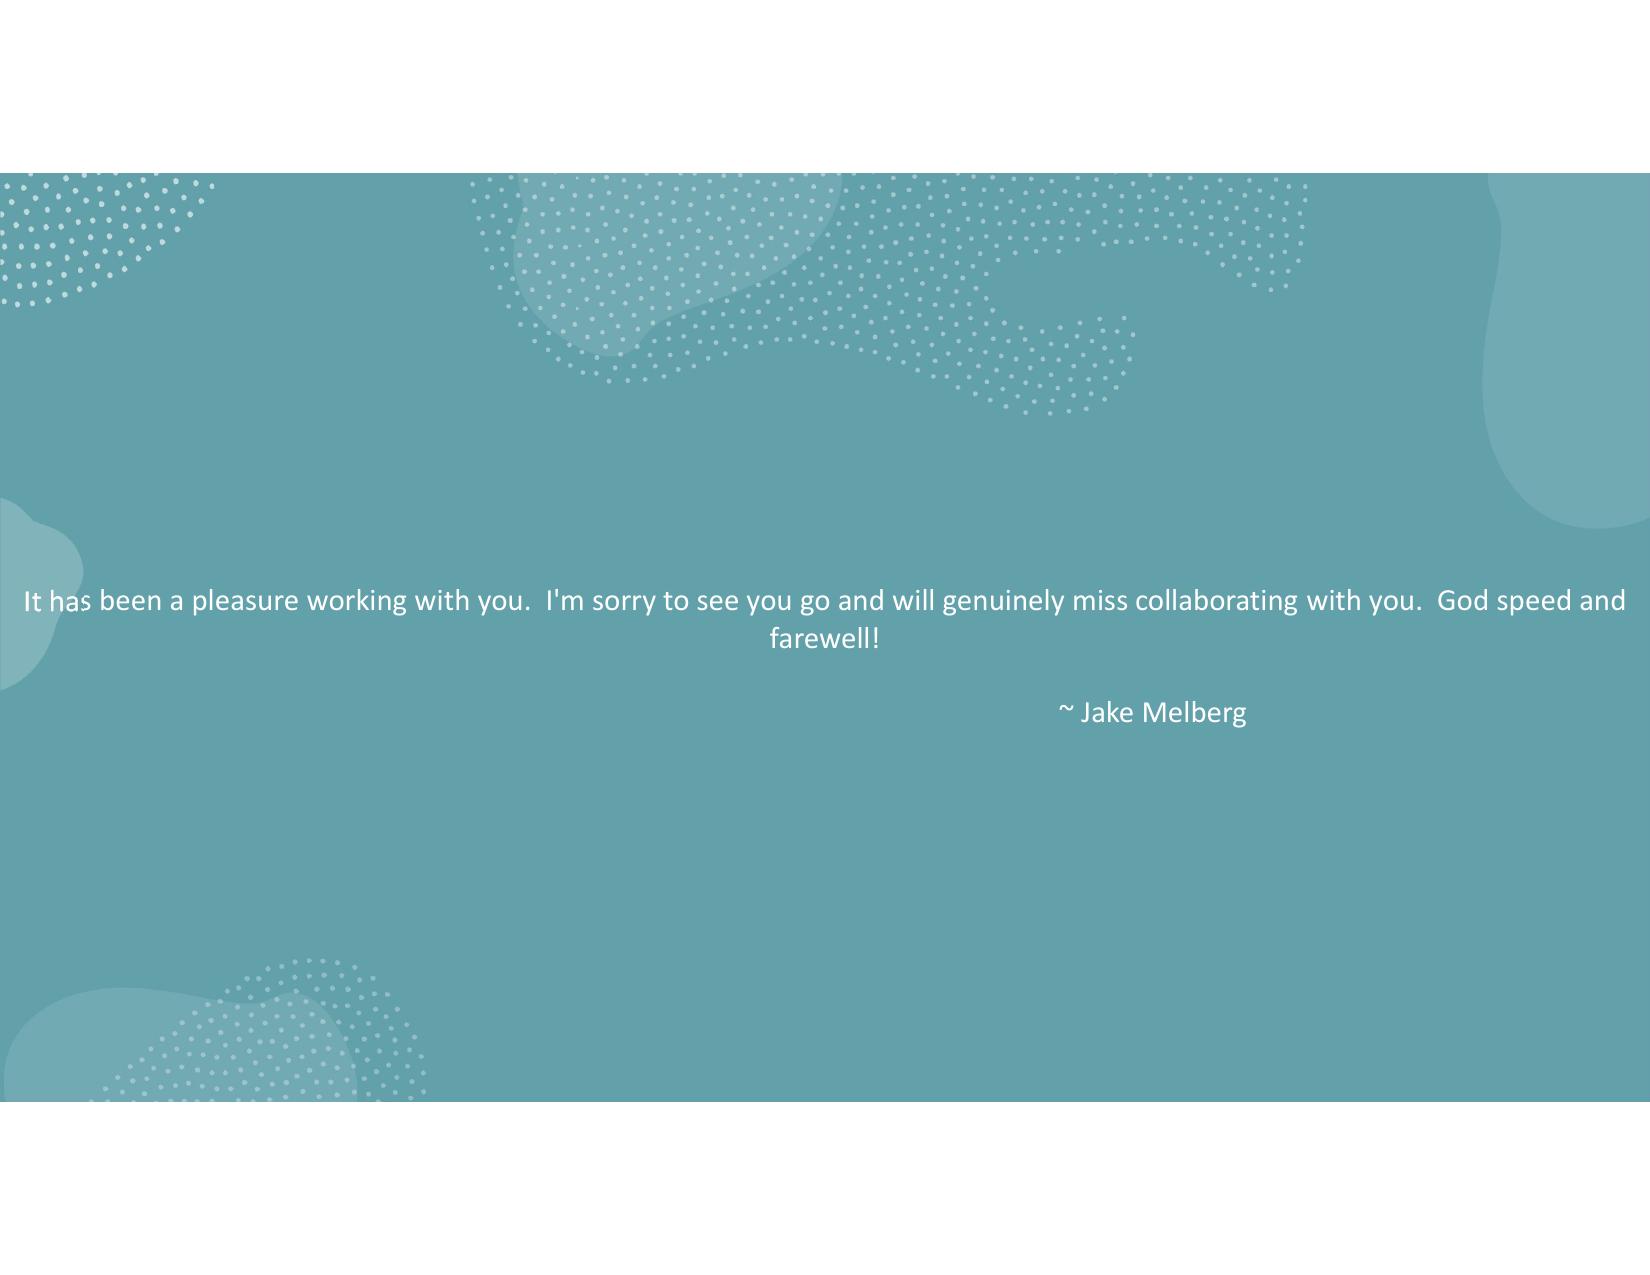 It has been a pleasure working with you.  I'm sorry to see you go and will genuinely miss collaborating with you.  God speed and
farewell!
~ Jake Melberg